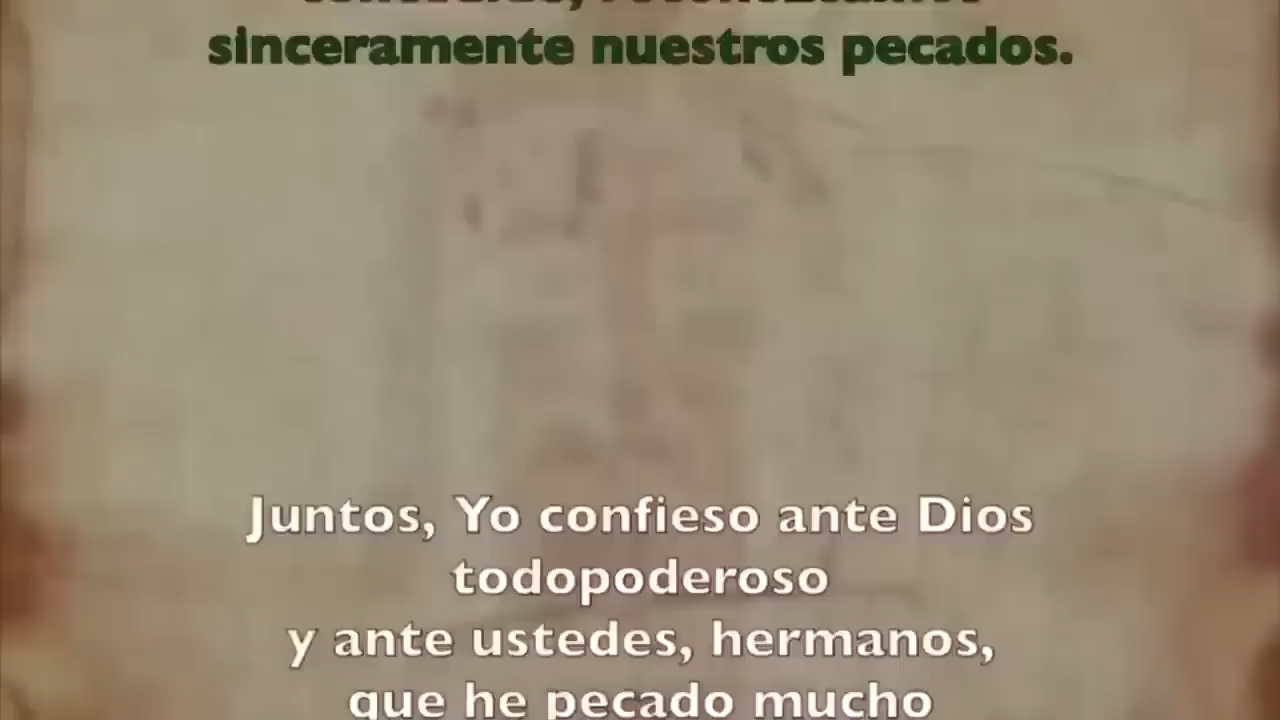 sinceramente nuestros pecados.
Juntos, Yo confieso ante Dios
todopoderoso
y ante ustedes, hermanos,
que he pecado mucho